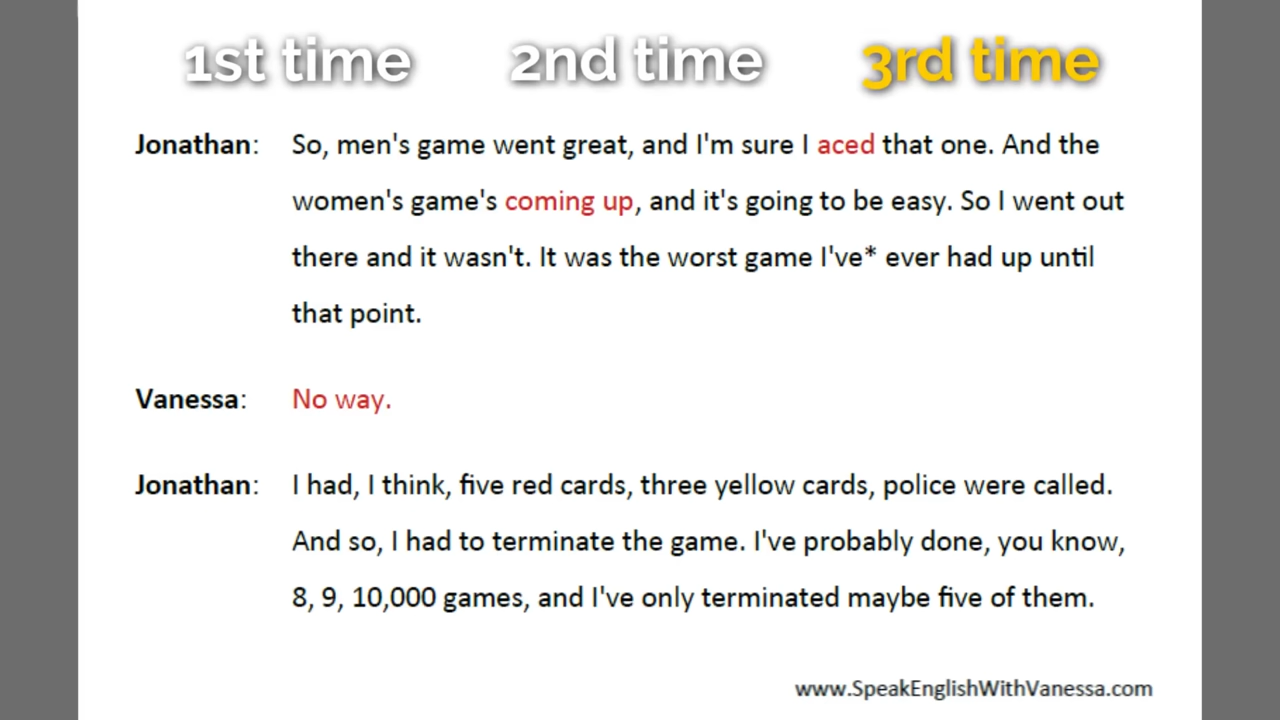 1st time 2nd time 3rd time
Jonathan: So, men's game went great, and I'm sure I aced that one. And the
women's game's coming up, and it's going to be easy. So I went out
there and it wasn't. It was the worst game I've* ever had up until
that point.
Vanessa: No way.
Jonathan: I had, I think, five red cards, three yellow cards, police were called.
And so, I had to terminate the game. I've probably done, you know,
8, 9, 10,000 games, and I've only terminated maybe five of them.
www.SpeakEnglishWithVanessa.com